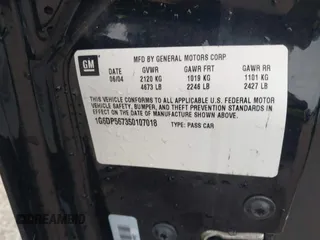 GM
MFD BY GENERAL MOTORS CORP
DATE GVWR GAWR FRT GAWR RR
06/04 2120 KG 1019 KG 1101 KG
4673 LB 2246 LB 2427 LB
THIS VEHICLE CONFORMS TO ALL APPLICABLE U.S. FEDERAL MOTOR
VEHICLE SAFETY, BUMPER, AND THEFT PREVENTION STANDARDS IN
EFFECT ON THE DATE OF MANUFACTURE SHOWN ABOVE.
1G6DP567350107018
TYPE: PASS CAR
DREAMBID